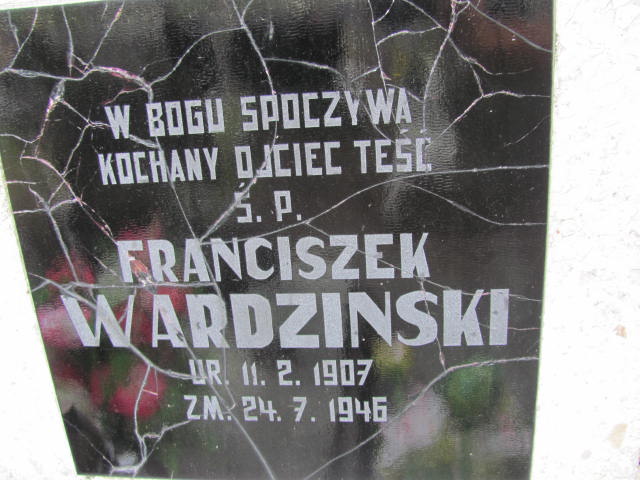 W BOGU SPOCZYWA
KOCHANY OJCIEC TEŚĆ
Ś. P.
FRANCISZEK
WARDZINSKI
UR. 11. 2. 1907
ZM. 24. 7. 1946